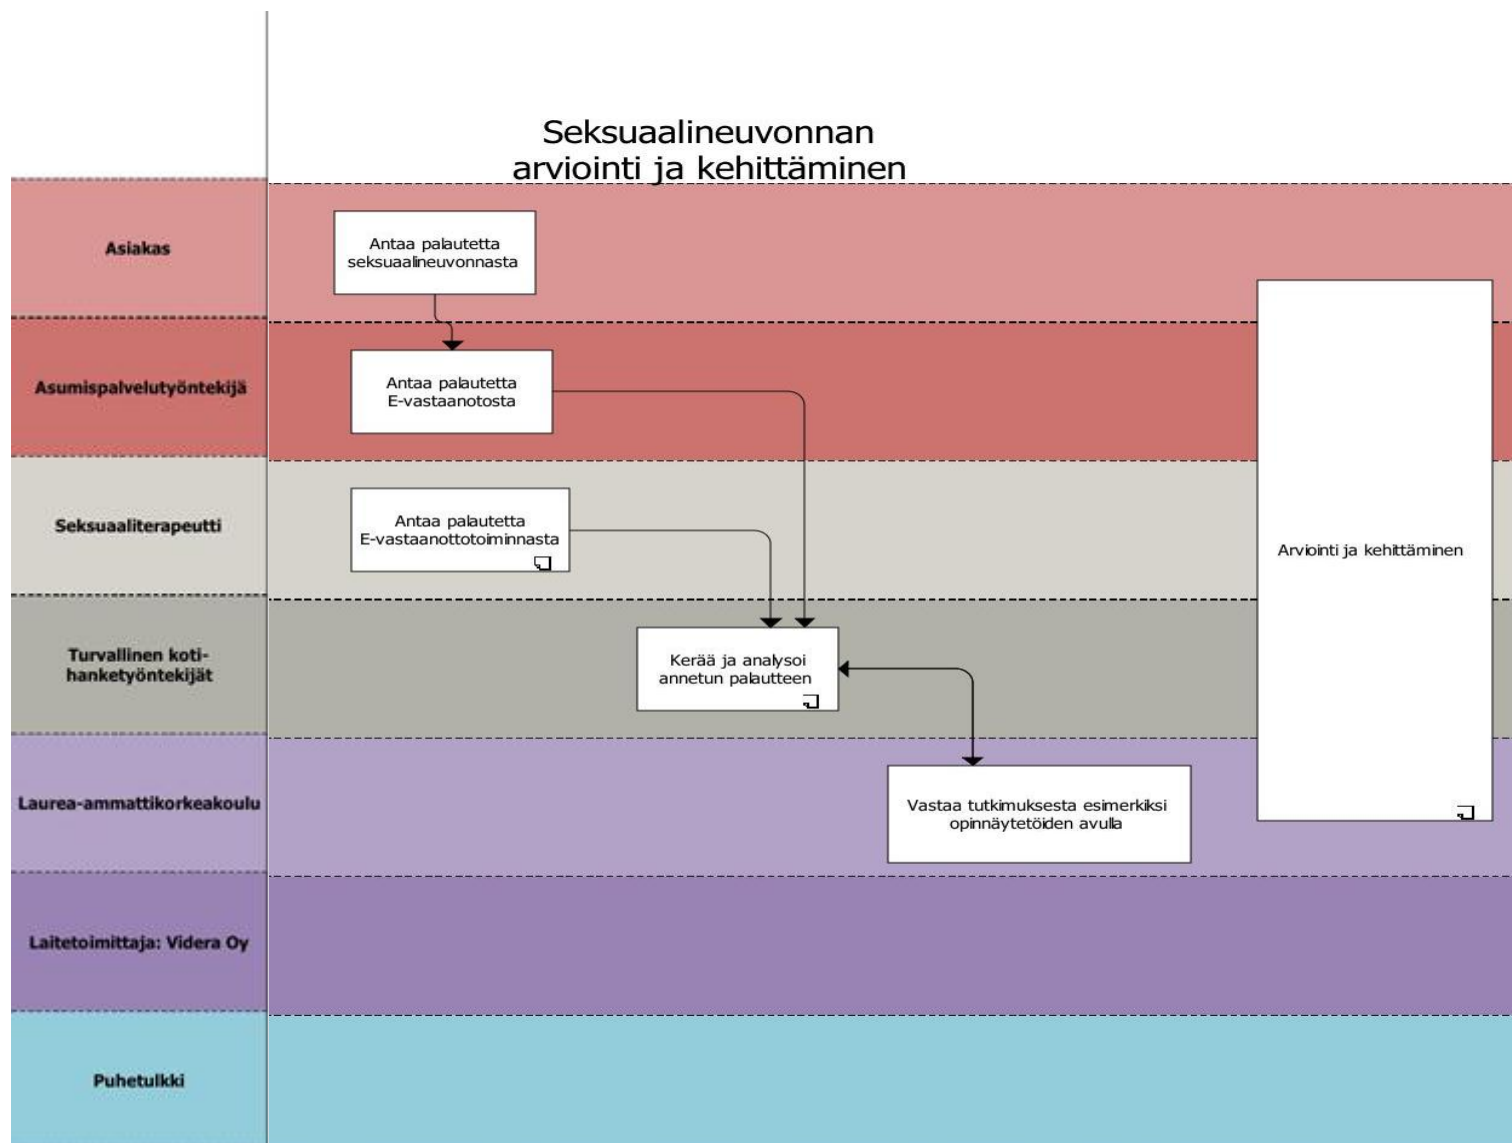 Seksuaalineuvonnan
arviointi ja kehittäminen
Asiakas
Antaa palautetta
seksuaalineuvonnasta
Asumispalvelutyöntekijä
Antaa palautetta
E-vastaanotosta
Seksuaaliterapeutti
Antaa palautetta
E-vastaanottotoiminnasta
Arviointi ja kehittäminen
Turvallinen koti-
hanketyöntekijät
Kerää ja analysoi
annetun palautteen
Laurea-ammattikorkeakoulu
Vastaa tutkimuksesta esimerkiksi
opinnäytetöiden avulla
Laitetoimittaja: Videra Oy
Puhetulkki